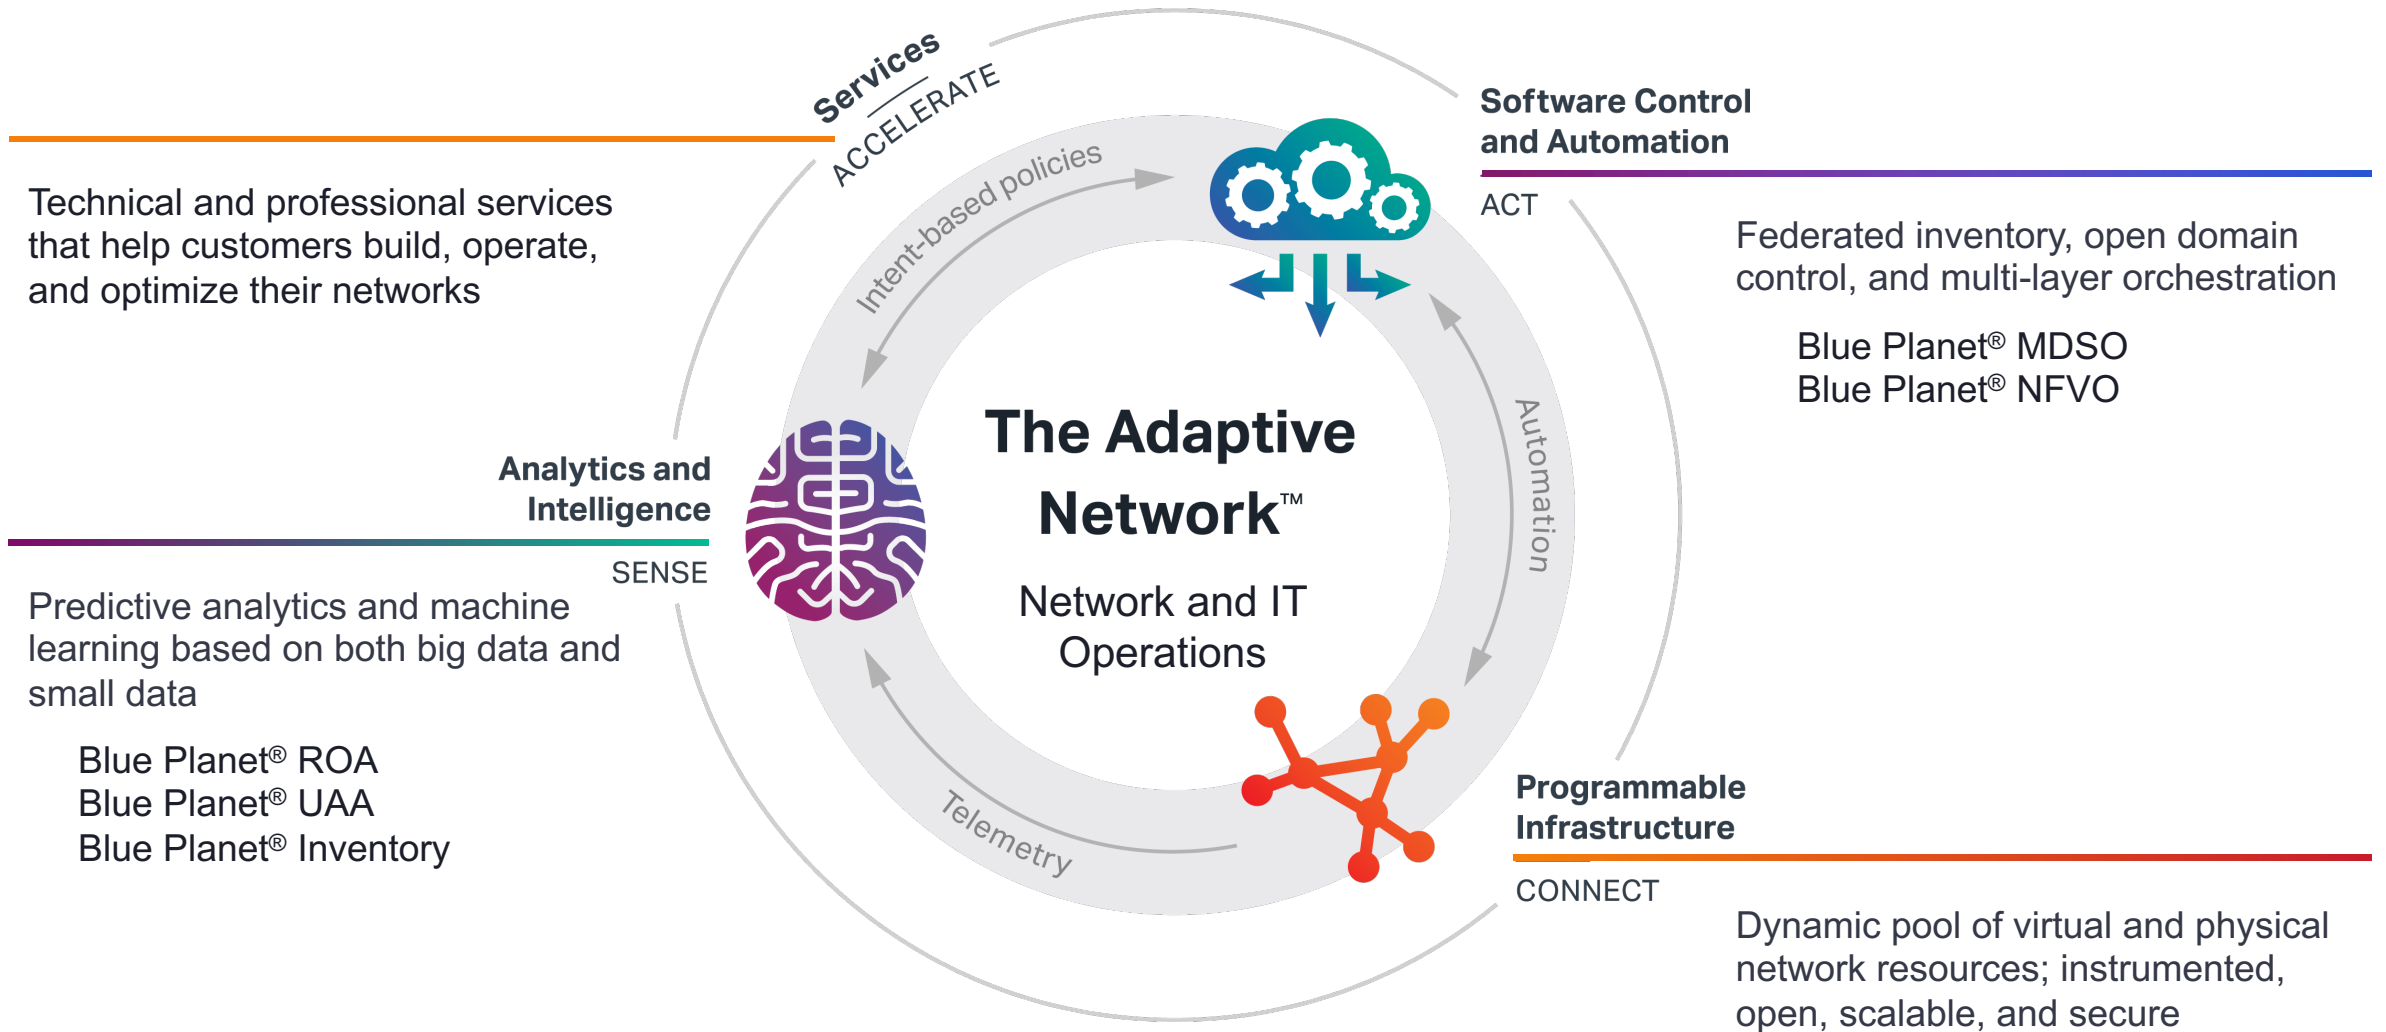 Services
ACCELERATE
Technical and professional services
that help customers build, operate,
and optimize their networks
Software Control
and Automation
ACT
Federated inventory, open domain
control, and multi-layer orchestration
Blue Planet® MDSO
Blue Planet® NFVO
Intent-based policies
Automation
Telemetry
The Adaptive
Network™
Network and IT
Operations
Analytics and
Intelligence
SENSE
Predictive analytics and machine
learning based on both big data and
small data
Blue Planet® ROA
Blue Planet® UAA
Blue Planet® Inventory
Programmable
Infrastructure
CONNECT
Dynamic pool of virtual and physical
network resources; instrumented,
open, scalable, and secure